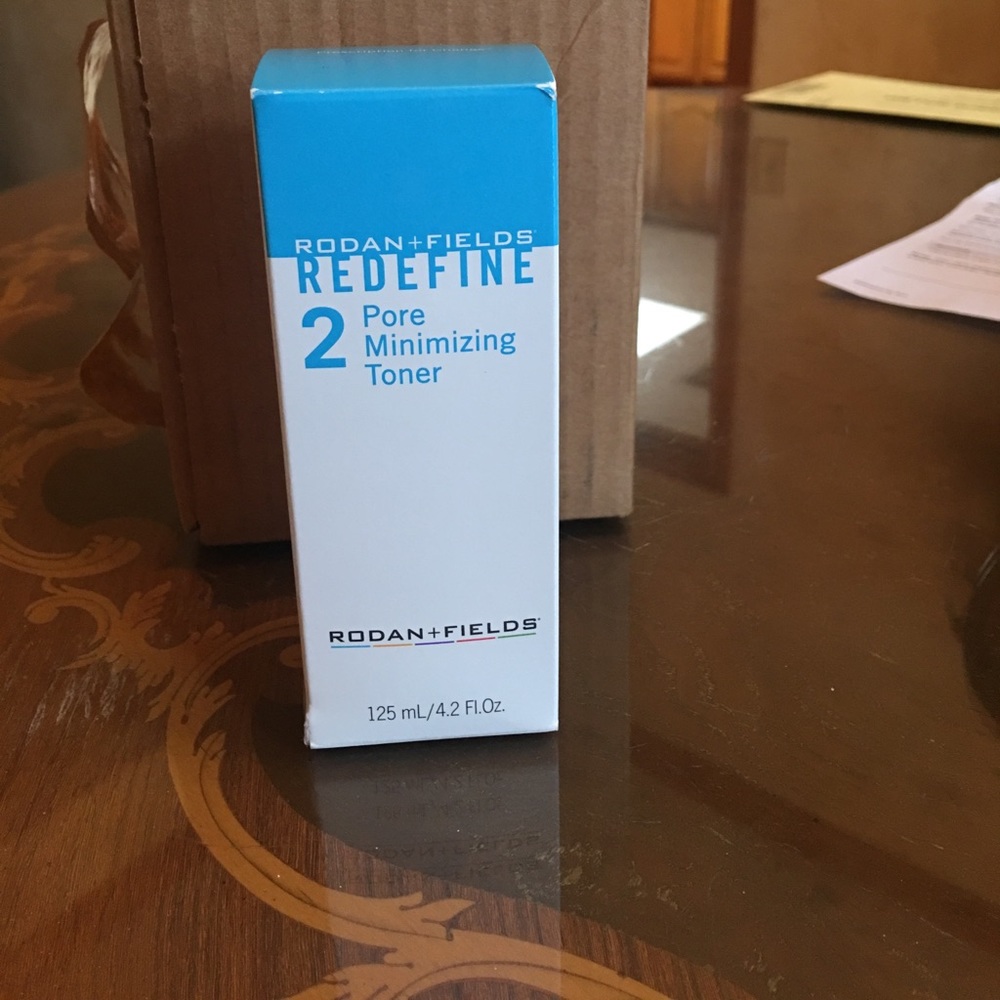 RODAN+FIELDS
REDEFINE
2 Pore
Minimizing
Toner
RODAN+FIELDS®
125 mL/4.2 Fl.Oz.